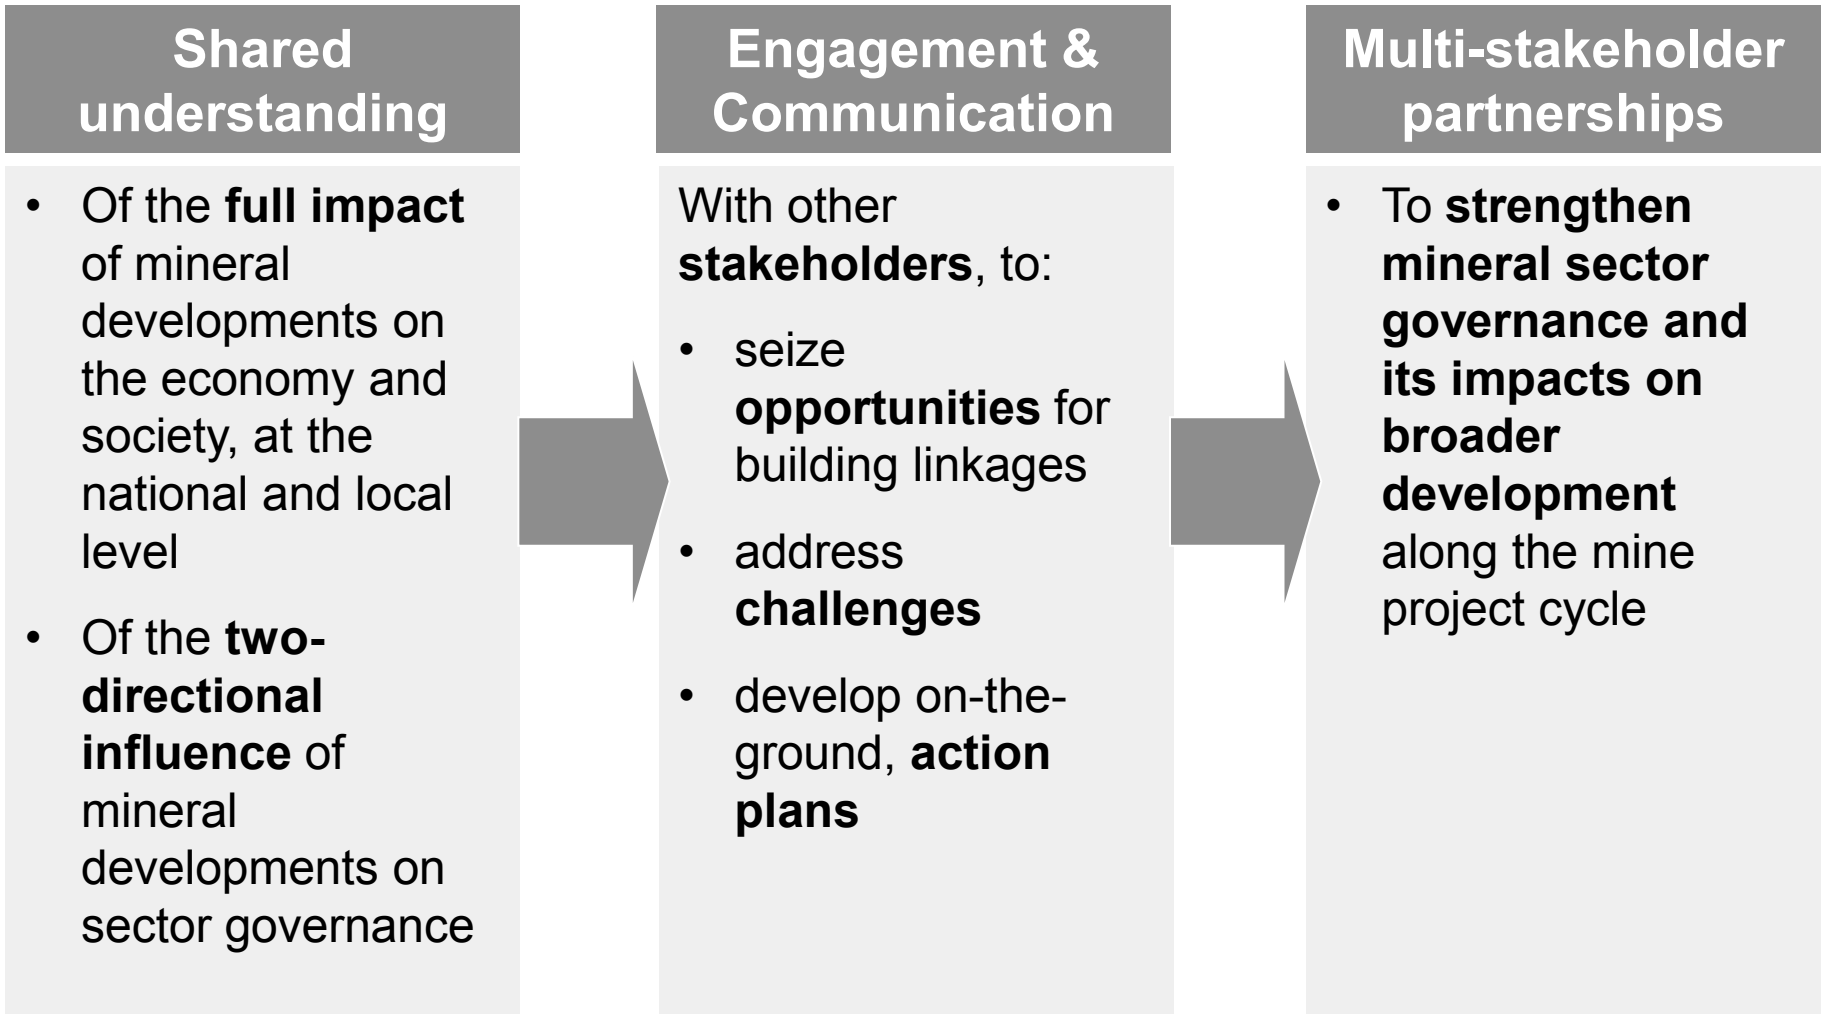 Shared
understanding
• Of the full impact
of mineral
developments on
the economy and
society, at the
national and local
level
• Of the two-
directional
influence of
mineral
developments on
sector governance
Engagement &
Communication
With other
stakeholders, to:
• seize
opportunities for
building linkages
• address
challenges
• develop on-the-
ground, action
plans
Multi-stakeholder
partnerships
• To strengthen
mineral sector
governance and
its impacts on
broader
development
along the mine
project cycle